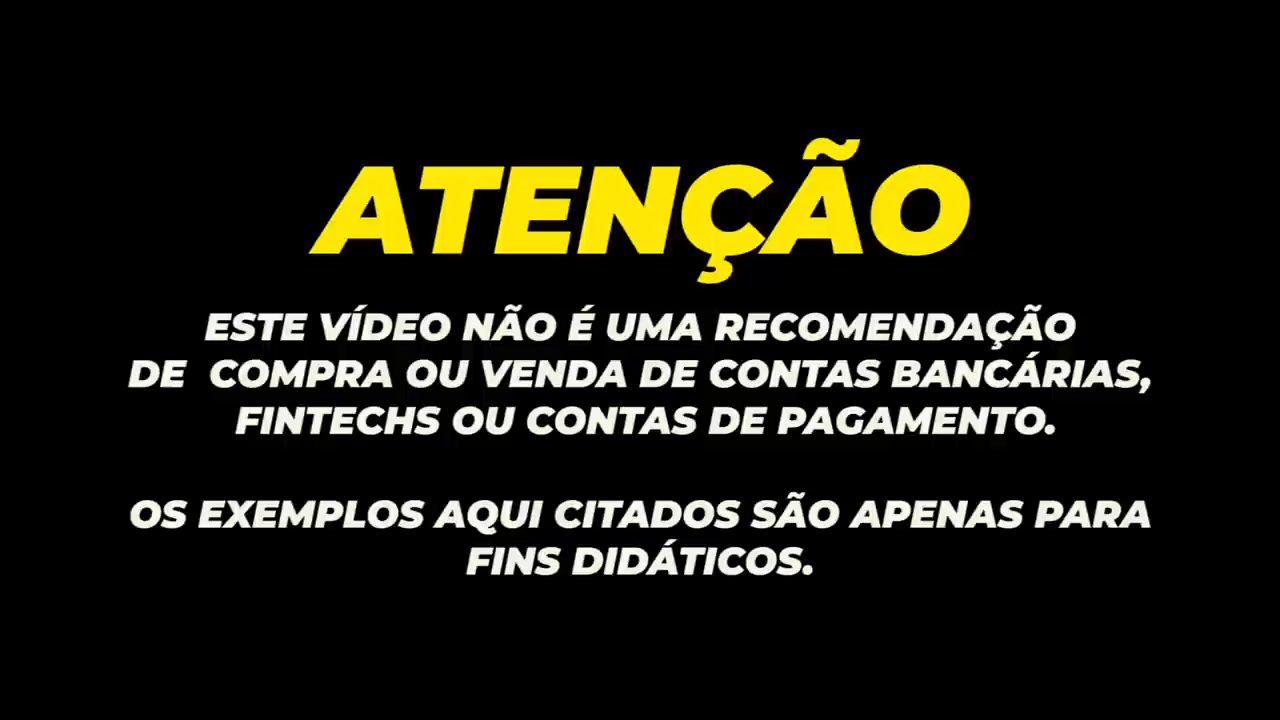 ATENÇÃO
ESTE VÍDEO NÃO É UMA RECOMENDAÇÃO
DE COMPRA OU VENDA DE CONTAS BANCÁRIAS,
FINTECHS OU CONTAS DE PAGAMENTO.
OS EXEMPLOS AQUI CITADOS SÃO APENAS PARA
FINS DIDÁTICOS.